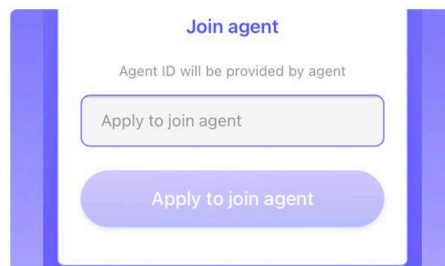 Join agent
Agent ID will be provided by agent
Apply to join agent
Apply to join agent